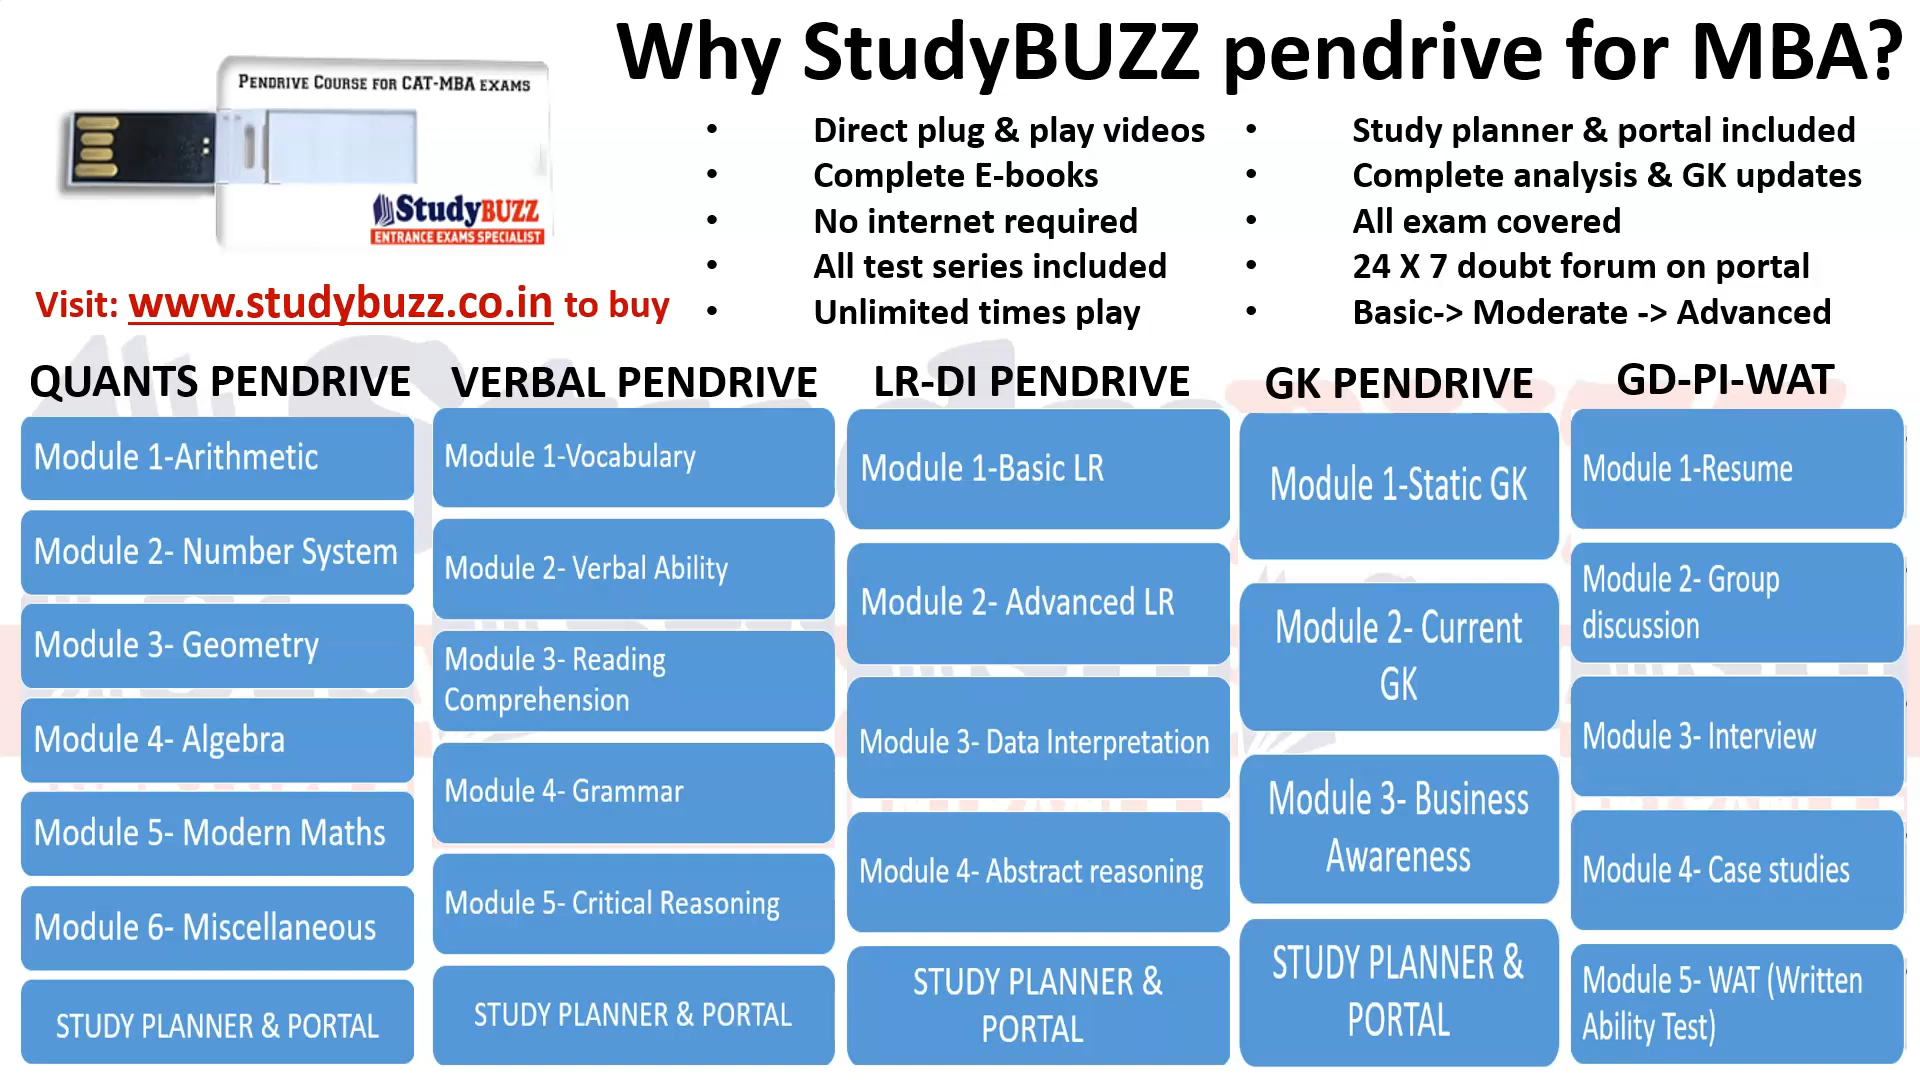 Why StudyBUZZ pendrive for MBA?
PENDRIVE COURSE FOR CAT-MBA EXAMS
StudyBUZZ
ENTRANCE EXAMS SPECIALIST
Visit: www.studybuzz.co.in to buy
• Direct plug & play videos
• Complete E-books
• No internet required
• All test series included
• Unlimited times play
• Study planner & portal included
• Complete analysis & GK updates
• All exam covered
• 24 X 7 doubt forum on portal
• Basic-> Moderate -> Advanced
QUANTS PENDRIVE
Module 1-Arithmetic
Module 2- Number System
Module 3- Geometry
Module 4- Algebra
Module 5- Modern Maths
Module 6- Miscellaneous
STUDY PLANNER & PORTAL
VERBAL PENDRIVE
Module 1-Vocabulary
Module 2- Verbal Ability
Module 3- Reading
Comprehension
Module 4- Grammar
Module 5- Critical Reasoning
STUDY PLANNER & PORTAL
LR-DI PENDRIVE
Module 1-Basic LR
Module 2- Advanced LR
Module 3- Data Interpretation
Module 4- Abstract reasoning
STUDY PLANNER &
PORTAL
GK PENDRIVE
Module 1-Static GK
Module 2- Current
GK
Module 3- Business
Awareness
STUDY PLANNER &
PORTAL
GD-PI-WAT
Module 1-Resume
Module 2- Group
discussion
Module 3- Interview
Module 4- Case studies
Module 5- WAT (Written
Ability Test)